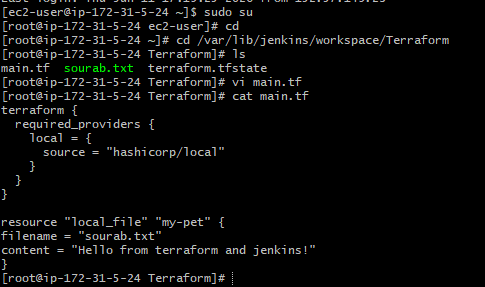 [ec2-user@ip-172-31-5-24 ~]$ sudo su
[root@ip-172-31-5-24 ec2-user]# cd
[root@ip-172-31-5-24 ~]# cd /var/lib/jenkins/workspace/Terraform
[root@ip-172-31-5-24 Terraform]# ls
main.tf  sourab.txt  terraform.tfstate
[root@ip-172-31-5-24 Terraform]# vi main.tf
[root@ip-172-31-5-24 Terraform]# cat main.tf
terraform {
  required_providers {
    local = {
      source = "hashicorp/local"
    }
  }
}

resource "local_file" "my-pet" {
filename = "sourab.txt"
content = "Hello from terraform and jenkins!"
}
[root@ip-172-31-5-24 Terraform]#